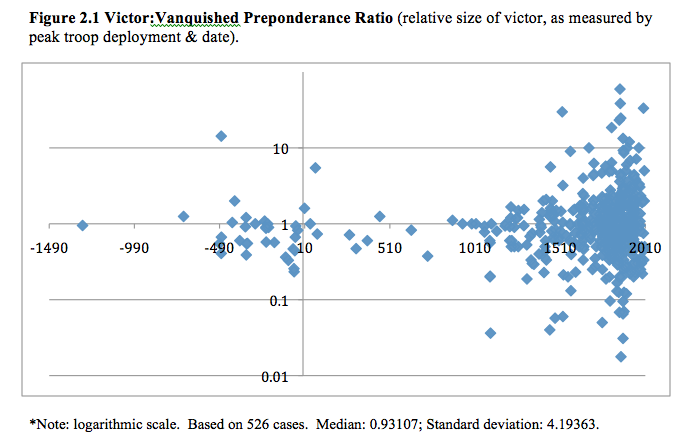 Figure 2.1 Victor:Vanquished Preponderance Ratio (relative size of victor, as measured by
peak troop deployment & date).
10
1
-1490 -990 -490 10 510 1010 1510 2010
0.1
0.01
*Note: logarithmic scale.  Based on 526 cases.  Median: 0.93107; Standard deviation: 4.19363.